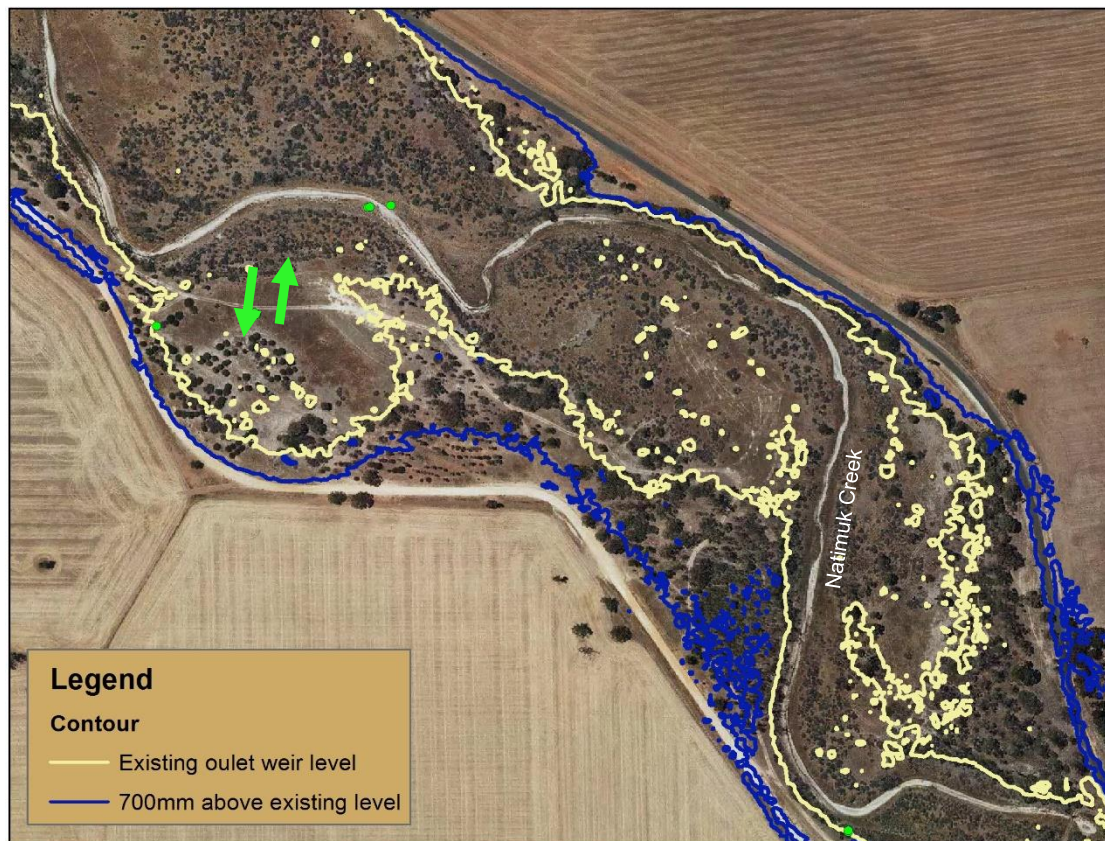 Natimuk Creek
Legend
Contour
Existing oulet weir level
700mm above existing level